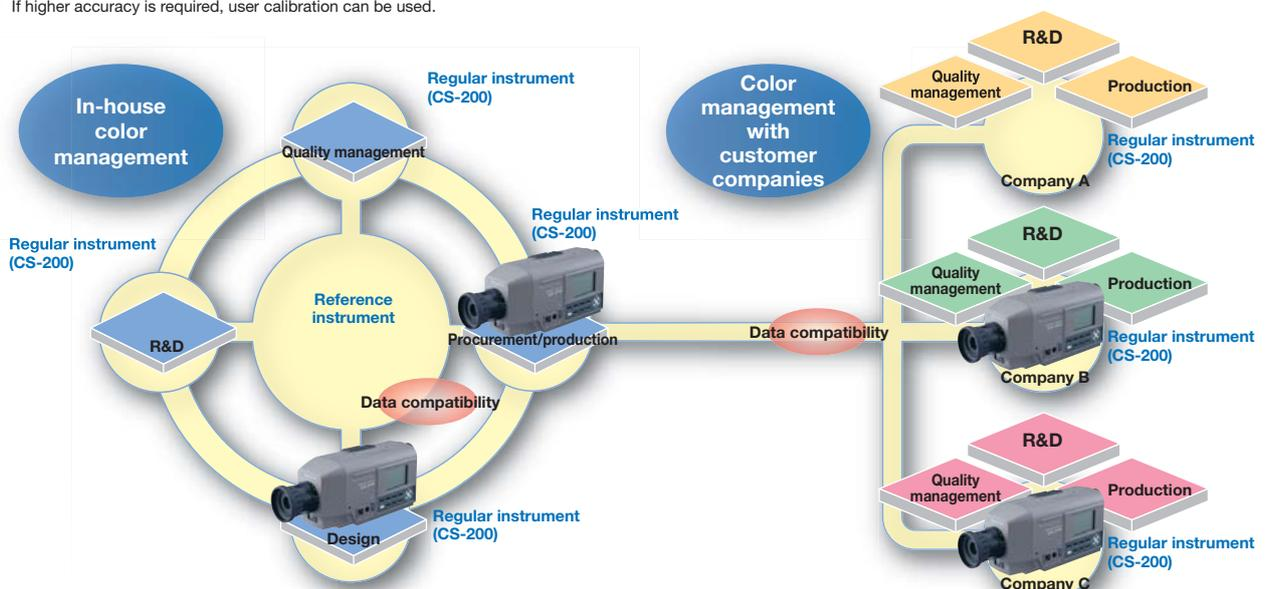 If higher accuracy is required, user calibration can be used.
In-house
color
management
Regular instrument
(CS-200)
Quality management
Regular instrument
(CS-200)
Regular instrument
(CS-200)
Reference
instrument
R&D
Procurement/production
Data compatibility
Design
Regular instrument
(CS-200)
Color
management
with
customer
companies
Data compatibility
R&D
Quality
management
Production
Regular instrument
(CS-200)
Company A
R&D
Quality
management
Production
Regular instrument
(CS-200)
Company B
R&D
Quality
management
Production
Regular instrument
(CS-200)
Company C